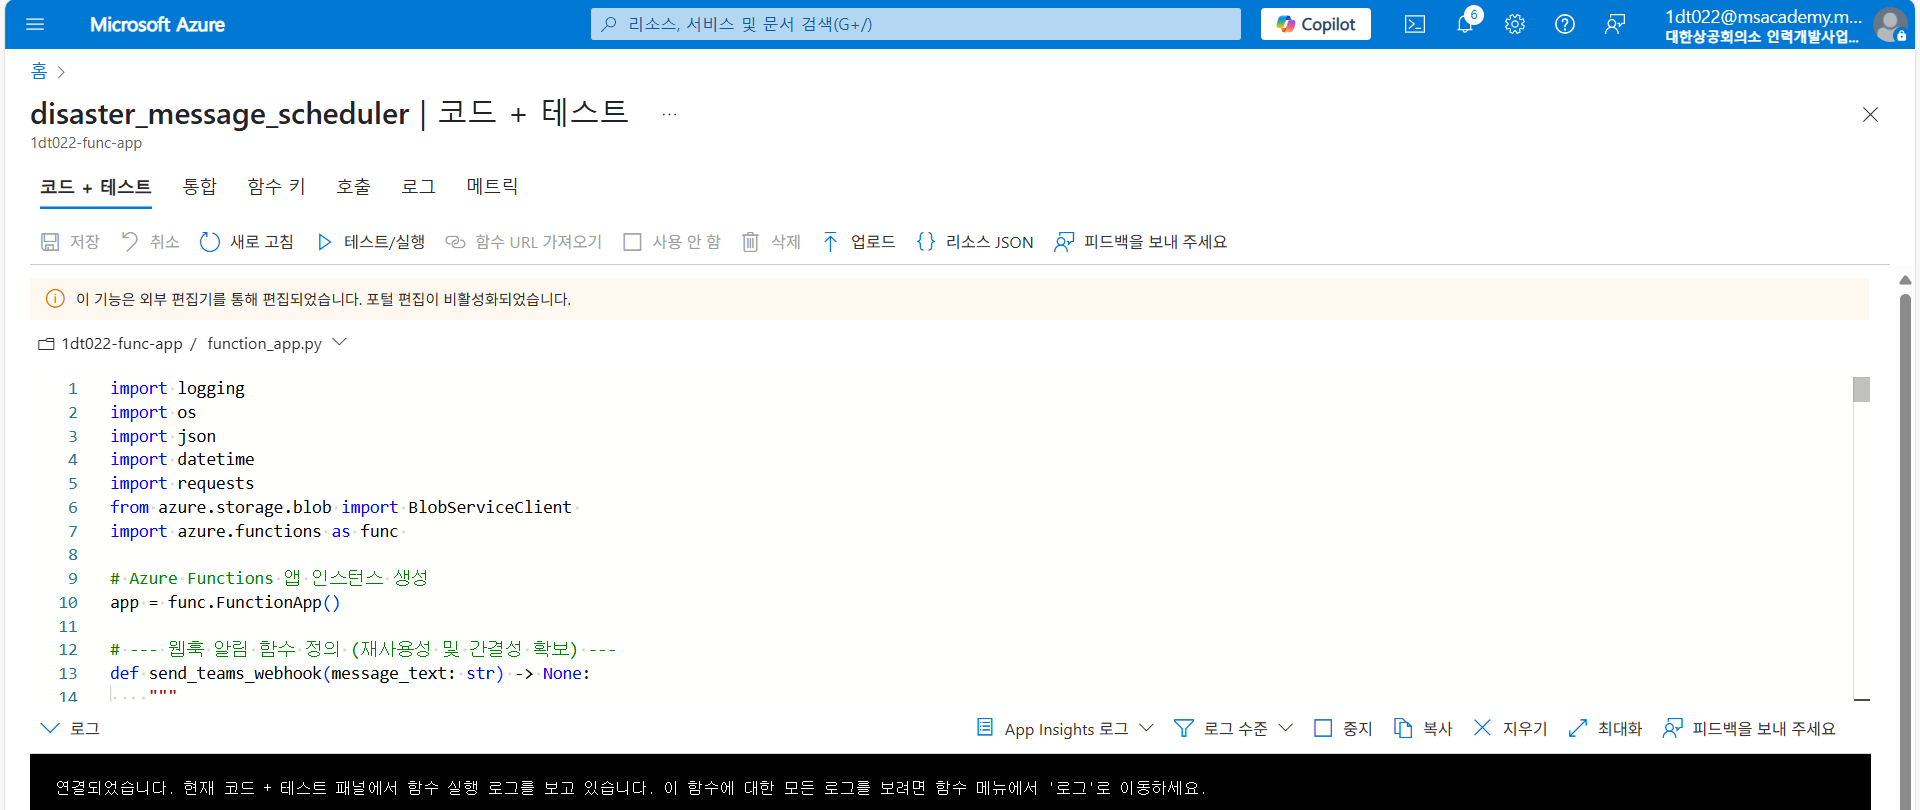 Microsoft Azure
리소스, 서비스 및 문서 검색(G+/)
Copilot
6
1dt022@msacademy.m...
대한상공회의소 인력개발사업...
홈
disaster_message_scheduler | 코드 + 테스트 ...
1dt022-func-app
코드 + 테스트 통합 함수 키 호출 로그 메트릭
저장 취소 새로 고침 테스트/실행 함수 URL 가져오기 사용 안 함 삭제 업로드 {} 리소스 JSON 피드백을 보내 주세요
이 기능은 외부 편집기를 통해 편집되었습니다. 포털 편집이 비활성화되었습니다.
1dt022-func-app / function_app.py
1 import logging
2 import os
3 import json
4 import datetime
5 import requests
6 from azure.storage.blob import BlobServiceClient
7 import azure.functions as func
8
9 # Azure Functions 앱 인스턴스 생성
10 app = func.FunctionApp()
11
12 # --- 웹훅 알림 함수 정의 (재사용성 및 간결성 확보) ---
13 def send_teams_webhook(message_text: str) -> None:
14 """
로그 App Insights 로그 로그 수준 중지 복사 지우기 최대화 피드백을 보내 주세요
연결되었습니다. 현재 코드 + 테스트 패널에서 함수 실행 로그를 보고 있습니다. 이 함수에 대한 모든 로그를 보려면 함수 메뉴에서 '로그'로 이동하세요.